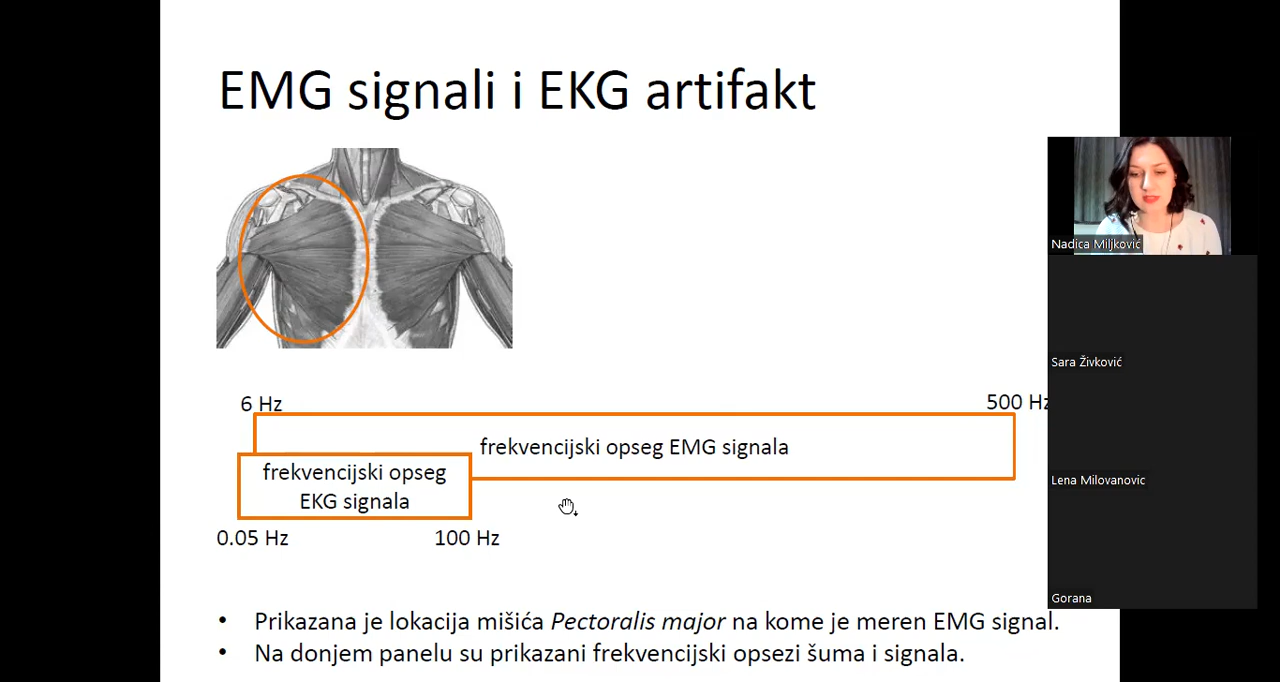 EMG signali i EKG artifakt
Nadica Miljković
Sara Živković
Lena Milovanovic
Gorana
6 Hz
500 Hz
frekvencijski opseg EMG signala
frekvencijski opseg
EKG signala
0.05 Hz
100 Hz
• Prikazana je lokacija mišića Pectoralis major na kome je meren EMG signal.
• Na donjem panelu su prikazani frekvencijski opsezi šuma i signala.